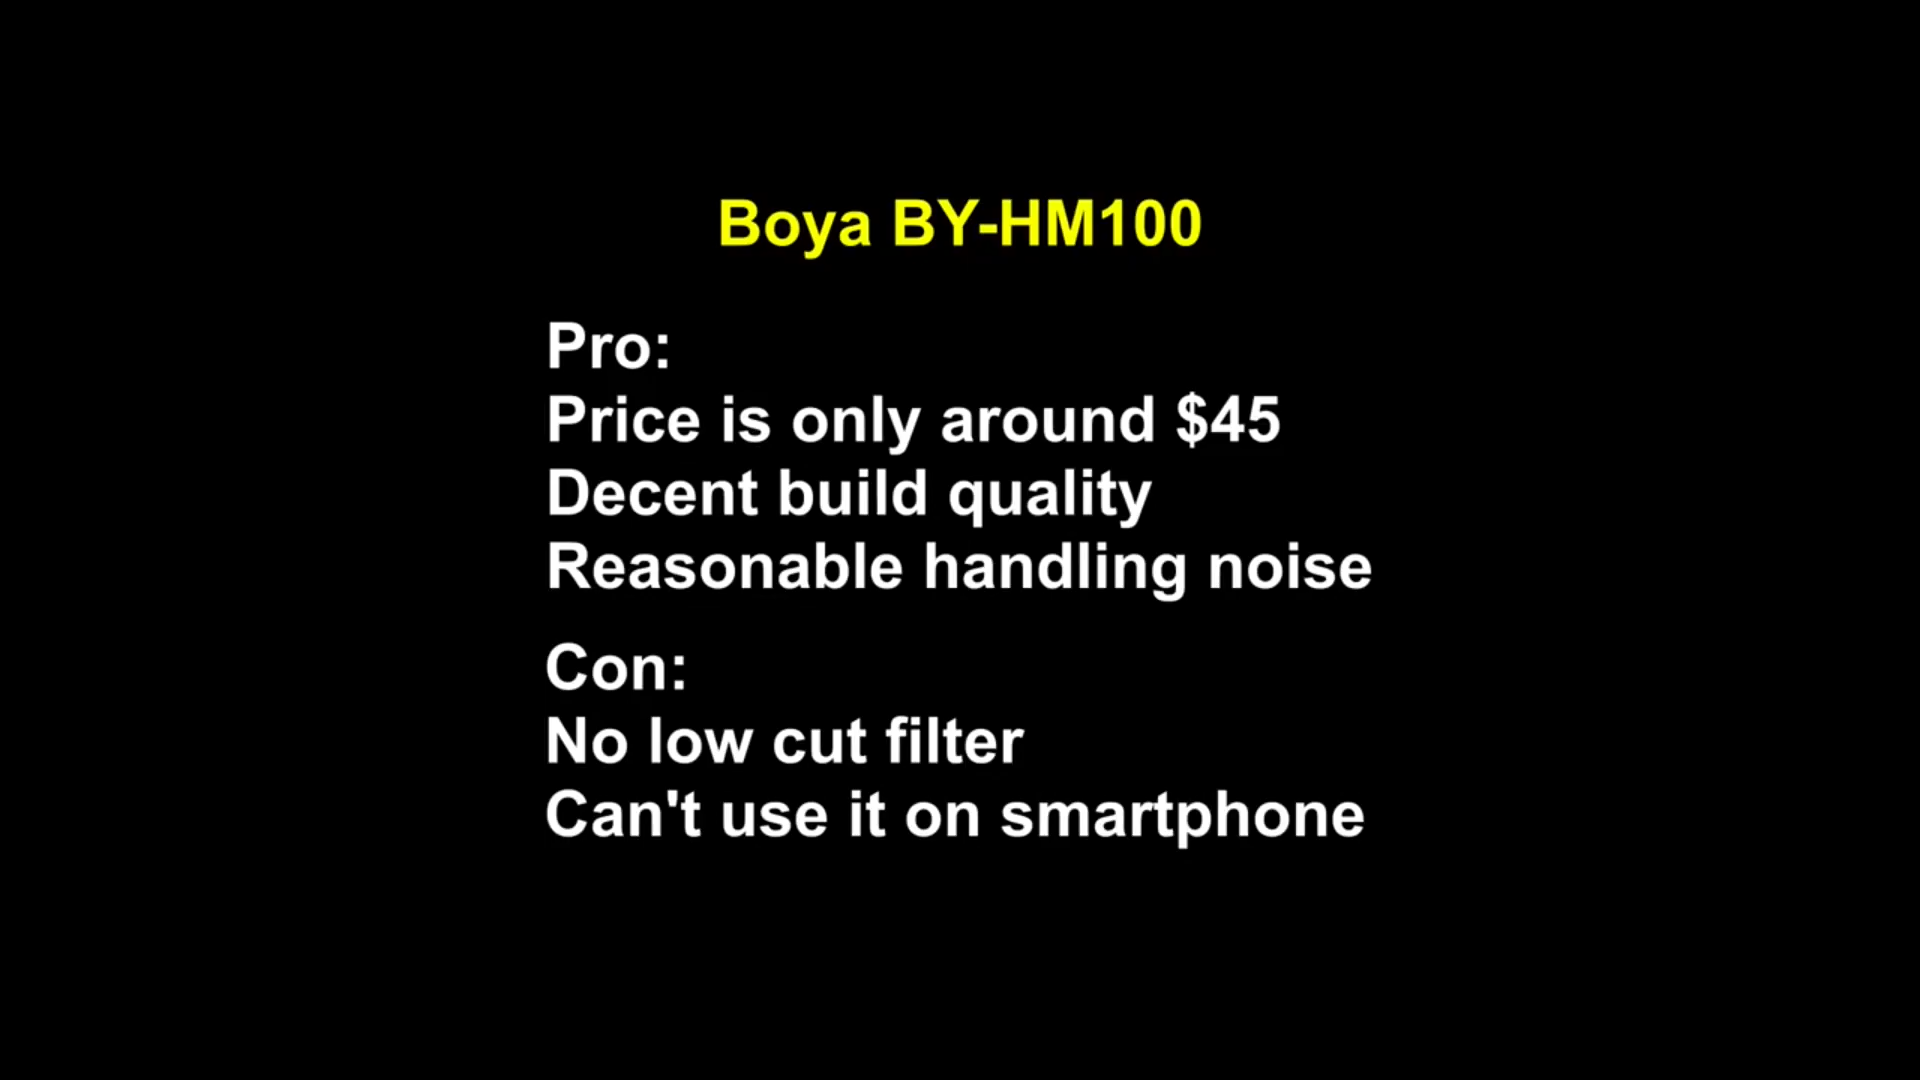 Boya BY-HM100
Pro:
Price is only around $45
Decent build quality
Reasonable handling noise
Con:
No low cut filter
Can't use it on smartphone